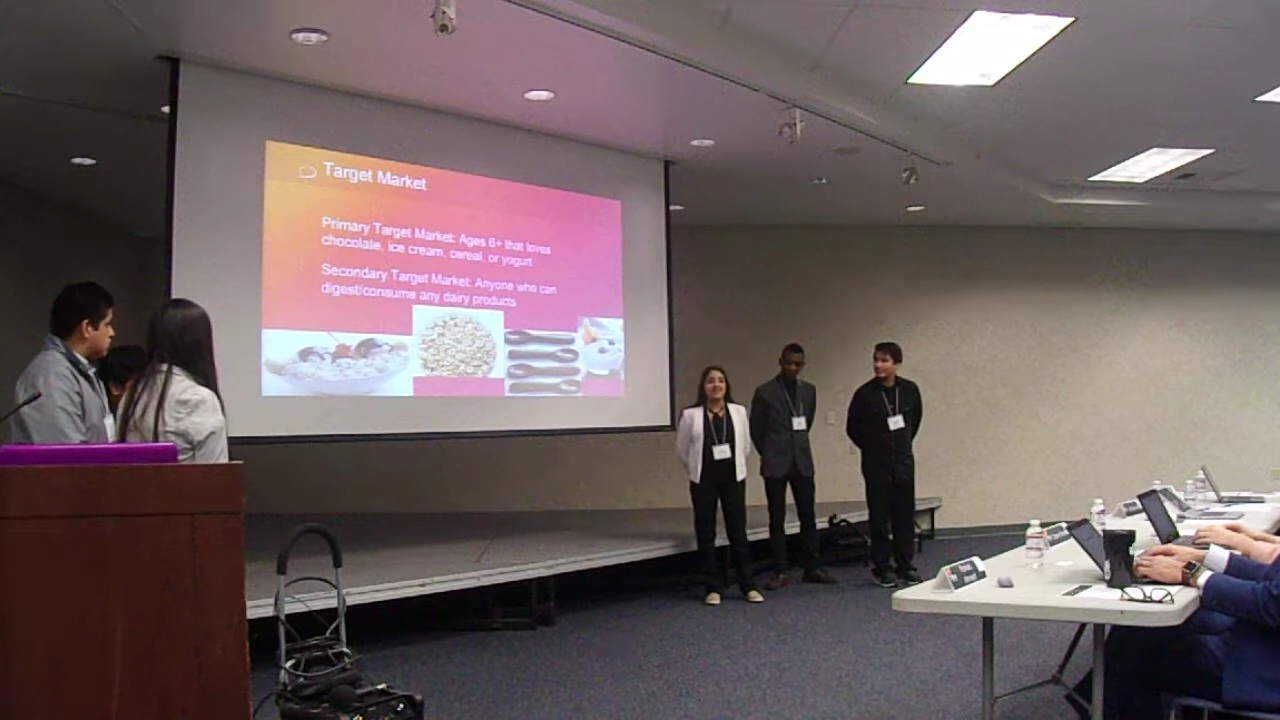 Target Market
Primary Target Market: Ages 6+ that loves
chocolate, ice cream, cereal, or yogurt
Secondary Target Market: Anyone who can
digest/consume any dairy products